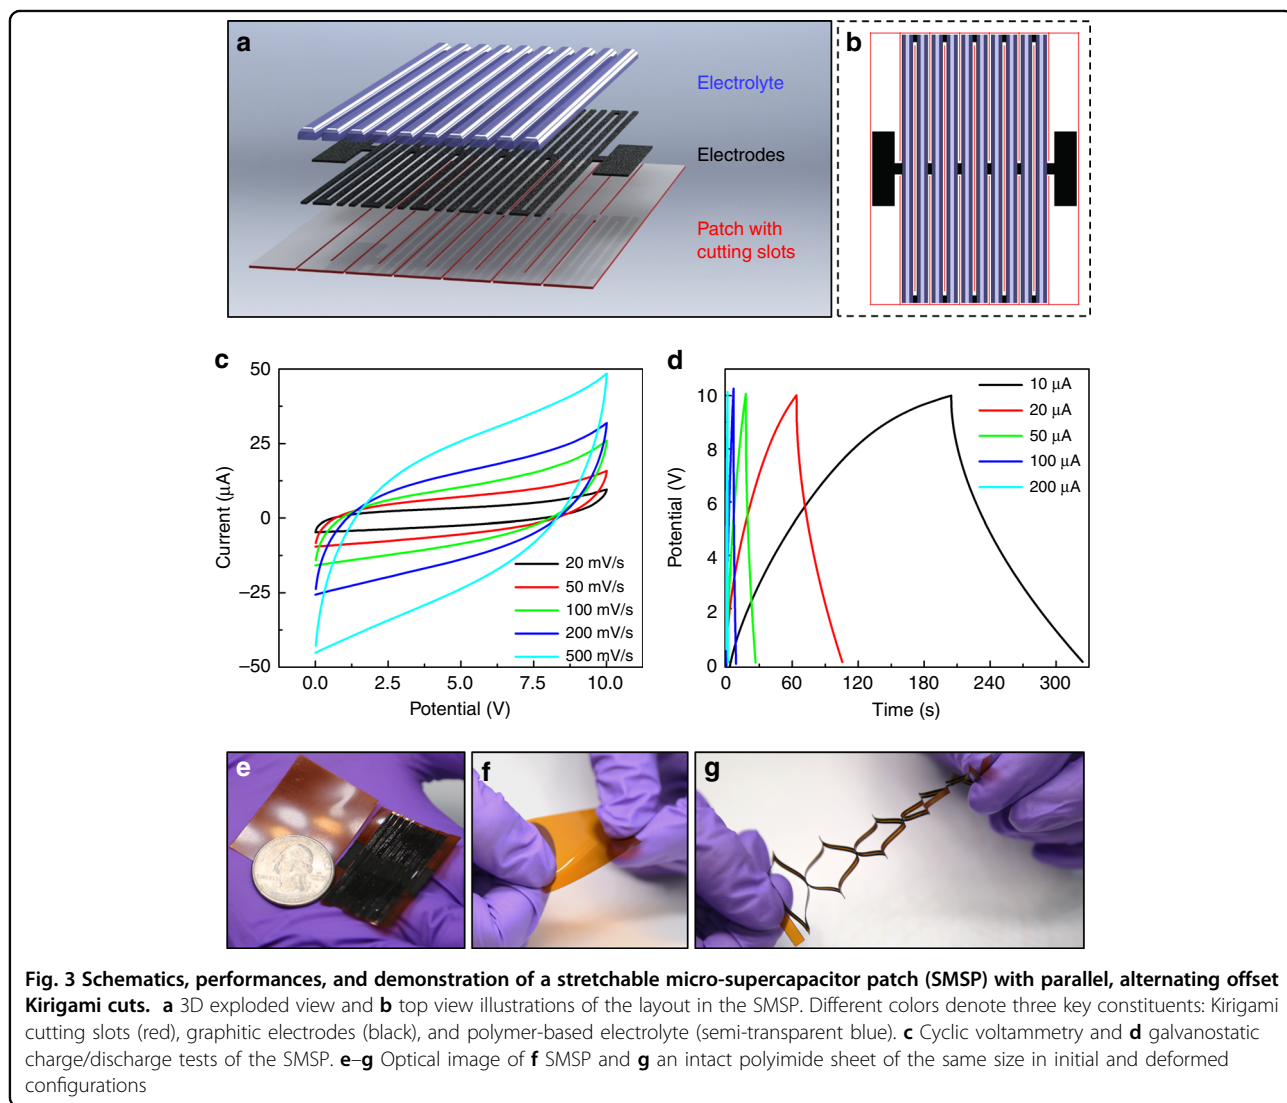 a
Electrolyte
Electrodes
Patch with
cutting slots
b
c
50
25
0
−25
−50
Current (μA)
0.0 2.5 5.0 7.5 10.0
Potential (V)
20 mV/s
50 mV/s
100 mV/s
200 mV/s
500 mV/s
d
10
8
6
4
2
0
Potential (V)
0 60 120 180 240 300
Time (s)
10 μA
20 μA
50 μA
100 μA
200 μA
e
f
g
Fig. 3 Schematics, performances, and demonstration of a stretchable micro-supercapacitor patch (SMSP) with parallel, alternating offset
Kirigami cuts. a 3D exploded view and b top view illustrations of the layout in the SMSP. Different colors denote three key constituents: Kirigami
cutting slots (red), graphitic electrodes (black), and polymer-based electrolyte (semi-transparent blue). c Cyclic voltammetry and d galvanostatic
charge/discharge tests of the SMSP. e–g Optical image of f SMSP and g an intact polyimide sheet of the same size in initial and deformed
configurations